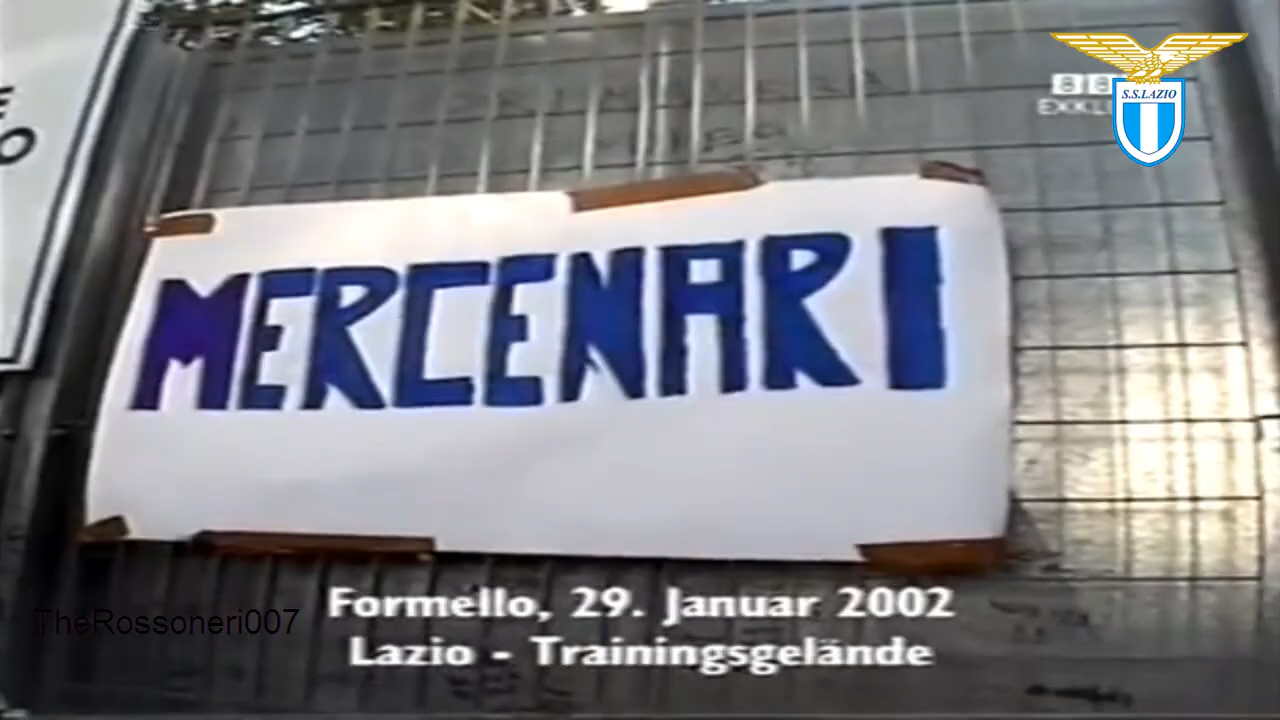 S.S.LAZIO
MERCENARI
Formello, 29. Januar 2002
Lazio - Trainingsgelände
TheRossoneri007